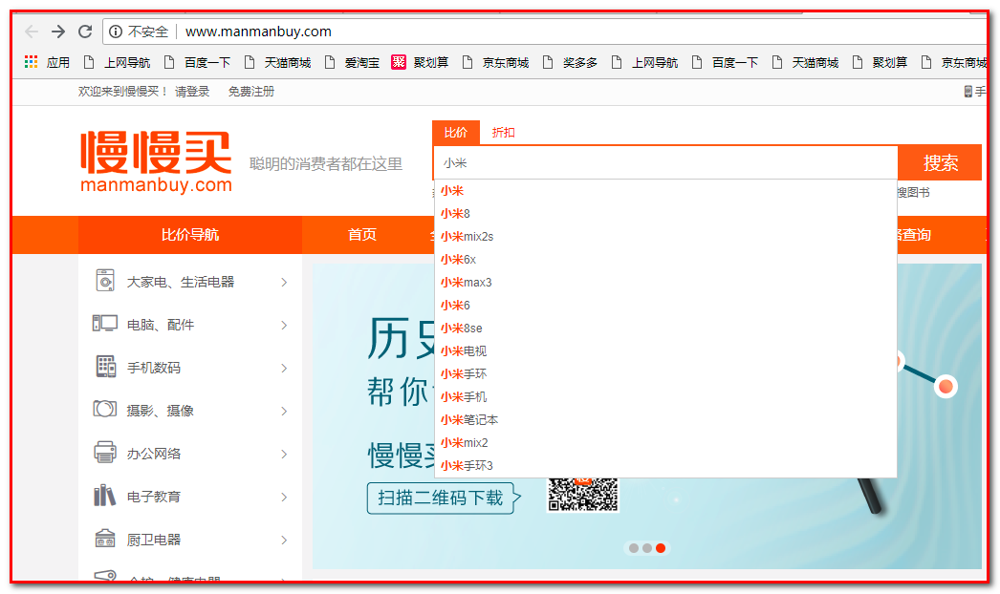 不安全 www.manmanbuy.com
应用 上网导航 百度一下 天猫商城 爱淘宝 聚 聚划算 京东商城 奖多多 上网导航 百度一下 天猫商城 聚划算 京东商城
欢迎来到慢慢买！ 请登录 免费注册 手
慢慢买
manmanbuy.com
聪明的消费者都在这里
比价 折扣
小米 搜索
小米
搜图书
小米8
小米mix2s
小米6x
小米max3
小米6
小米8se
小米电视
小米手环
小米手机
小米笔记本
小米mix2
小米手环3
比价导航 首页 查询
大家电、生活电器
电脑、配件
手机数码
摄影、摄像
办公网络
电子教育
厨卫电器
历史
帮你
慢慢买
扫描二维码下载